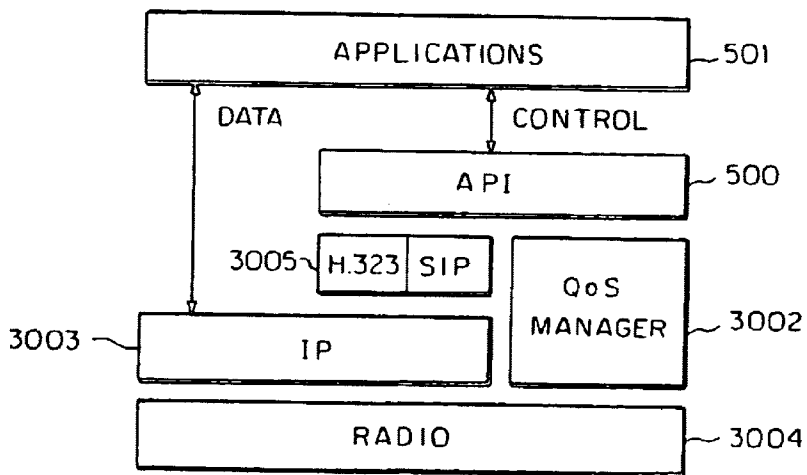 APPLICATIONS
501
DATA
CONTROL
API
500
3005
H.323
SIP
QoS
MANAGER
3002
3003
IP
RADIO
3004